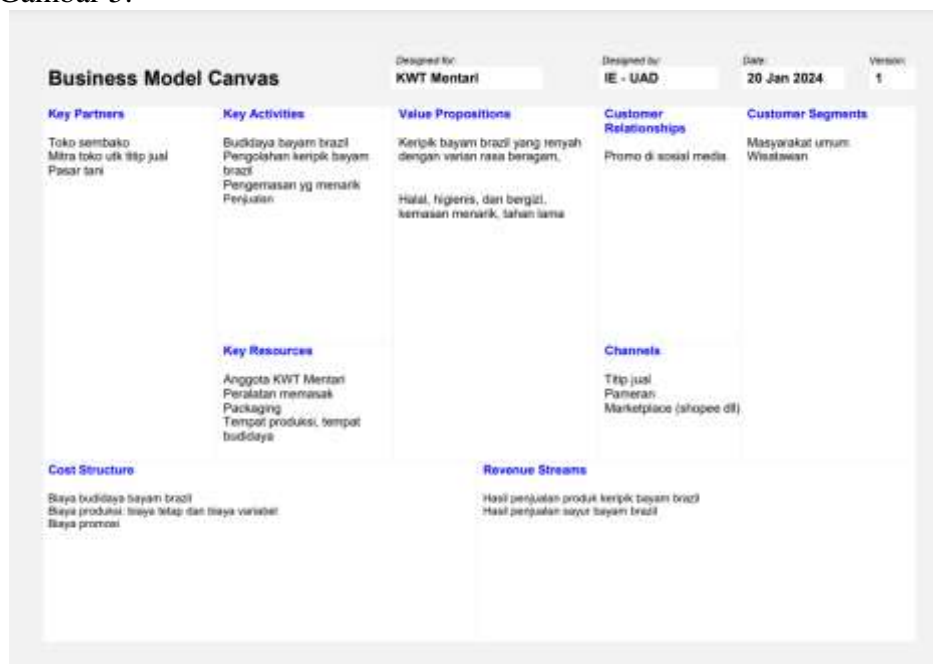 Gambar 3.
Designed for:
Designed by:
Date:
Version:
Business Model Canvas
KWT Mentari
IE - UAD
20 Jan 2024
1
Key Partners
Toko sembako
Mitra toko utk titip jual
Pasar tani
Key Activities
Budidaya bayam brazil
Pengolahan keripik bayam
brazil
Pengemasan yg menarik
Penjualan
Value Propositions
Keripik bayam brazil yang renyah
dengan varian rasa beragam,
Halal, higienis, dan bergizi,
kemasan menarik, tahan lama
Customer
Relationships
Promo di sosial media
Customer Segments
Masyarakat umum
Wisatawan
Key Resources
Anggota KWT Mentari
Peralatan memasak
Packaging
Tempat produksi, tempat
budidaya
Channels
Titip jual
Pameran
Marketplace (shopee dll)
Cost Structure
Biaya budidaya bayam brazil
Biaya produksi: biaya tetap dan biaya variabel
Biaya promosi
Revenue Streams
Hasil penjualan produk keripik bayam brazil
Hasil penjualan sayur bayam brazil